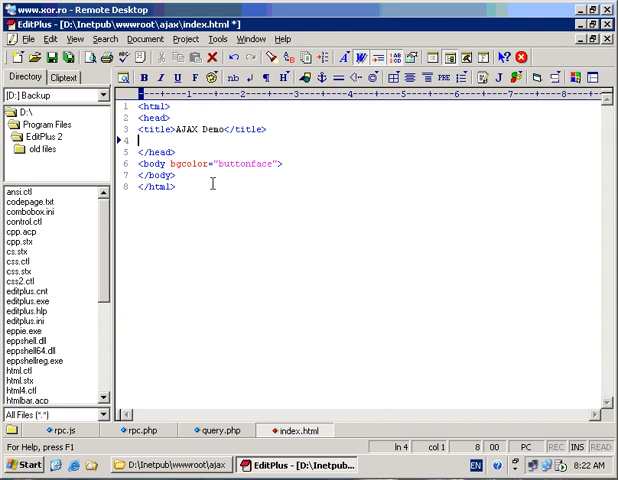 www.xor.ro - Remote Desktop
EditPlus - [D:\Inetpub\wwwroot\ajax\index.html *]
File Edit View Search Document Project Tools Window Help
Directory Cliptext
[D:] Backup
D:\
Program Files
EditPlus 2
old files
ansi.ctl
codepage.txt
combobox.ini
control.ctl
cpp.acp
cpp.stx
cs.stx
css.ctl
css.stx
css2.ctl
editplus.cnt
editplus.exe
editplus.hlp
editplus.ini
eppie.exe
eppshell.dll
eppshell64.dll
eppshellreg.exe
html.ctl
html.stx
html4.ctl
htmlbar.acp
All Files (*.*)
1 <html>
2 <head>
3 <title>AJAX Demo</title>
4
5 </head>
6 <body bgcolor="buttonface">
7 </body>
8 </html>
rpc.js rpc.php query.php index.html
For Help, press F1 ln 4 col 1 8 00 PC REC INS READ
Start D:\Inetpub\wwwroot\ajax EditPlus - [D:\Inetp... EN 8:22 AM